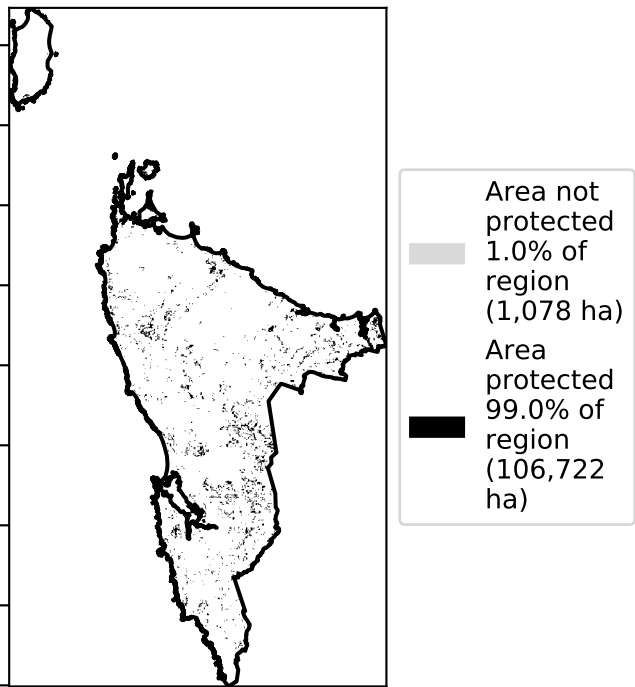 Area not
protected
1.0% of
region
(1,078 ha)
Area
protected
99.0% of
region
(106,722
ha)